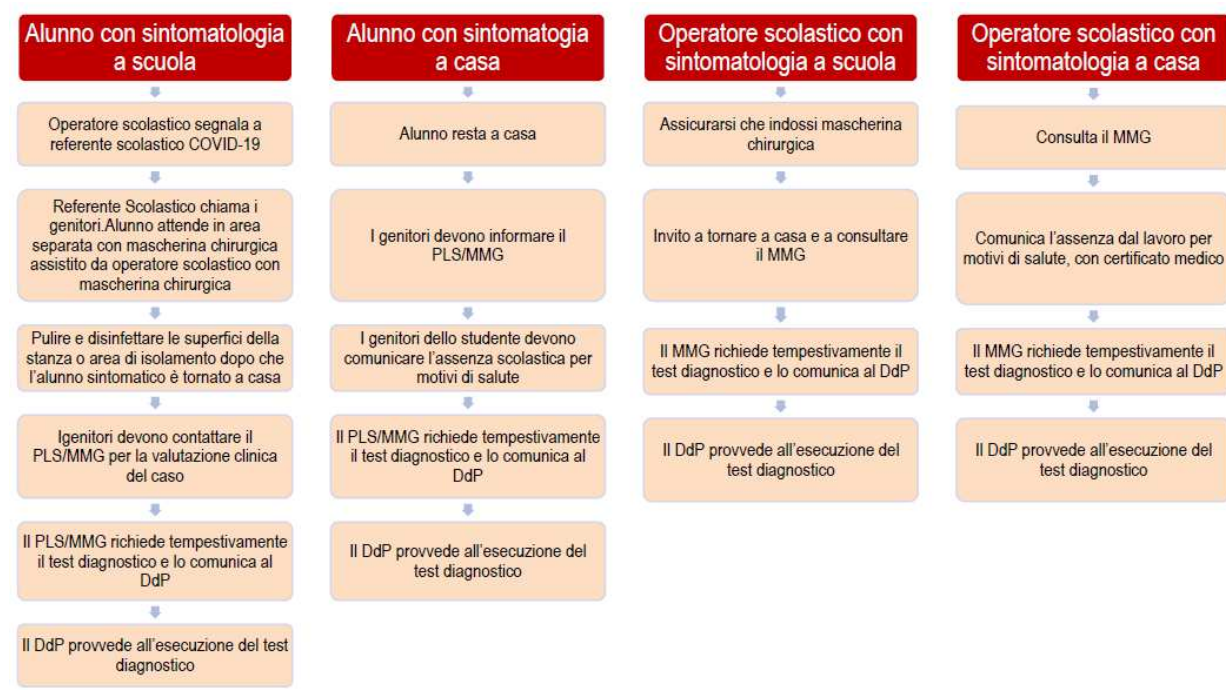 Alunno con sintomatologia
a scuola
Operatore scolastico segnala a
referente scolastico COVID-19
Referente Scolastico chiama i
genitori.Alunno attende in area
separata con mascherina chirurgica
assistito da operatore scolastico con
mascherina chirurgica
Pulire e disinfettare le superfici della
stanza o area di isolamento dopo che
l'alunno sintomatico è tornato a casa
Igenitori devono contattare il
PLS/MMG per la valutazione clinica
del caso
Il PLS/MMG richiede tempestivamente
il test diagnostico e lo comunica al
DdP
Il DdP provvede all'esecuzione del test
diagnostico
Alunno con sintomatogia
a casa
Alunno resta a casa
I genitori devono informare il
PLS/MMG
I genitori dello studente devono
comunicare l'assenza scolastica per
motivi di salute
Il PLS/MMG richiede tempestivamente
il test diagnostico e lo comunica al
DdP
Il DdP provvede all'esecuzione del
test diagnostico
Operatore scolastico con
sintomatologia a scuola
Assicurarsi che indossi mascherina
chirurgica
Invito a tornare a casa e a consultare
il MMG
Il MMG richiede tempestivamente il
test diagnostico e lo comunica al DdP
Il DdP provvede all'esecuzione del
test diagnostico
Operatore scolastico con
sintomatologia a casa
Consulta il MMG
Comunica l'assenza dal lavoro per
motivi di salute, con certificato medico
Il MMG richiede tempestivamente il
test diagnostico e lo comunica al DdP
Il DdP provvede all'esecuzione del
test diagnostico